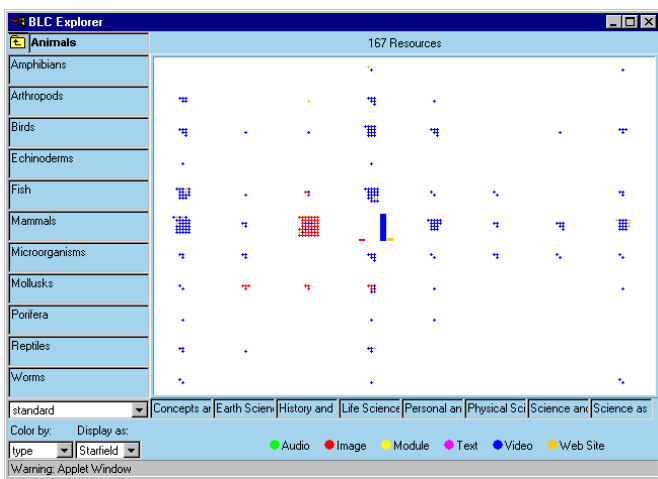 BLC Explorer
Animals
167 Resources
Amphibians
Arthropods
Birds
Echinoderms
Fish
Mammals
Microorganisms
Mollusks
Porifera
Reptiles
Worms
standard
Concepts ar Earth Scien History and Life Science Personal an Physical Sci Science and Science as
Color by: Display as:
type Starfield
Audio Image Module Text Video Web Site
Warning: Applet Window